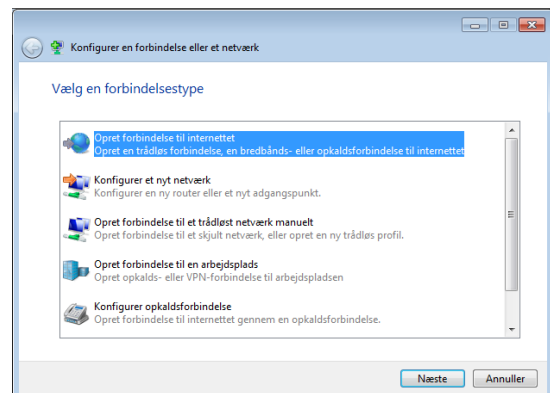 Konfigurer en forbindelse eller et netværk
Vælg en forbindelsestype
Opret forbindelse til internettet
Opret en trådløs forbindelse, en bredbånds- eller opkaldsforbindelse til internettet
Konfigurer et nyt netværk
Konfigurer en ny router eller et nyt adgangspunkt.
Opret forbindelse til et trådløst netværk manuelt
Opret forbindelse til et skjult netværk, eller opret en ny trådløs profil.
Opret forbindelse til en arbejdsplads
Opret opkalds- eller VPN-forbindelse til arbejdspladsen
Konfigurer opkaldsforbindelse
Opret forbindelse til internettet gennem en opkaldsforbindelse.
Næste
Annuller